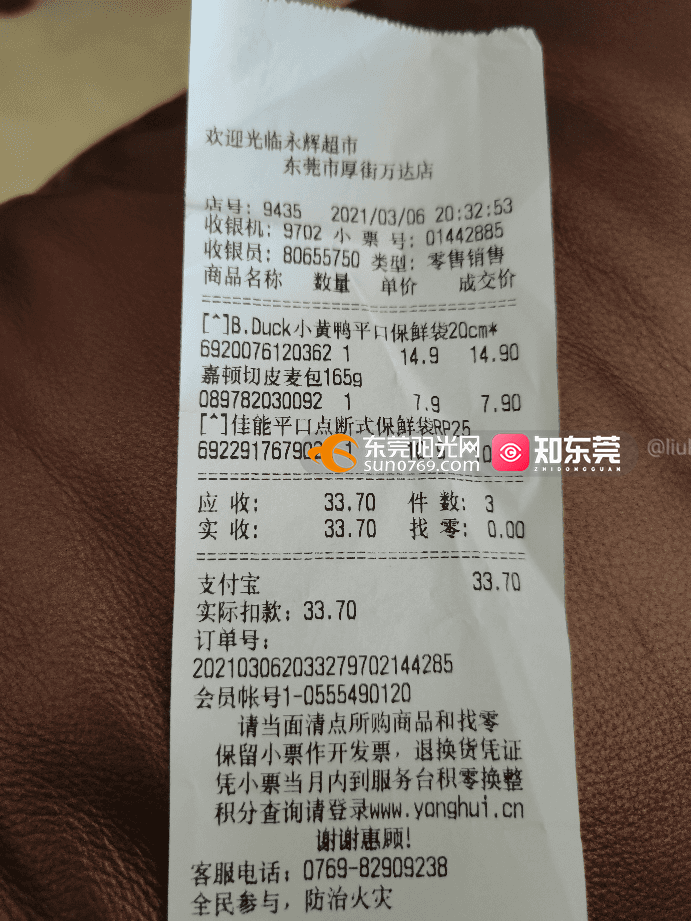 欢迎光临永辉超市
东莞市厚街万达店
店号: 9435 2021/03/06 20:32:53
收银机: 9702 小票号: 01442885
收银员: 80655750 类型: 零售销售
商品名称 数量 单价 成交价
[^]B.Duck小黄鸭平口保鲜袋20cm*
6920076120362 1 14.9 14.90
嘉顿切皮麦包165g
089782030092 1 7.9 7.90
[^]佳能平口点断式保鲜袋RP25
692291767902 1
东莞阳光网
sun0769.com
知东莞
ZHIDONGGUAN
应收: 33.70 件数: 3
实收: 33.70 找零: 0.00
支付宝 33.70
实际扣款: 33.70
订单号:
2021030620332797021​44285
会员帐号1-0555490120
请当面清点所购商品和找零
保留小票作开发票，退换货凭证
凭小票当月内到服务台积零换整
积分查询请登录www.yonghui.cn
谢谢惠顾!
客服电话: 0769-82909238
全民参与，防治火灾